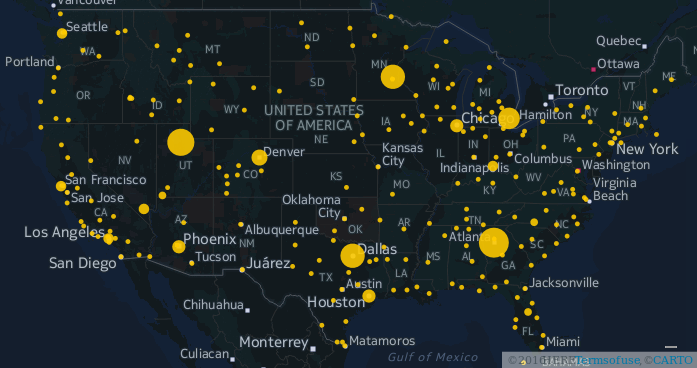 Vancouver
Seattle
WA
MT
ND
MN
Quebec
Portland
Ottawa
OR
ID
SD
WI
MI
Toronto
VT
ME
WY
UNITED STATES
OF AMERICA
IA
Chicago
Hamilton
NY
NH
MA
NE
NV
UT
Denver
CO
Kansas
City
IL
IN
OH
PA
New York
Indianapolis
Columbus
Washington
San Francisco
San Jose
KS
MO
KY
WV
VA
Virginia
Beach
CA
Oklahoma
City
Los Angeles
AZ
Phoenix
NM
Albuquerque
OK
AR
TN
NC
Atlanta
SC
San Diego
Tucson
Juárez
Dallas
TX
LA
MS
AL
GA
Austin
Jacksonville
Chihuahua
Houston
FL
Monterrey
Matamoros
Miami
Culiacan
Gulf of Mexico
Terms of use, © CARTO
BAHAMAS